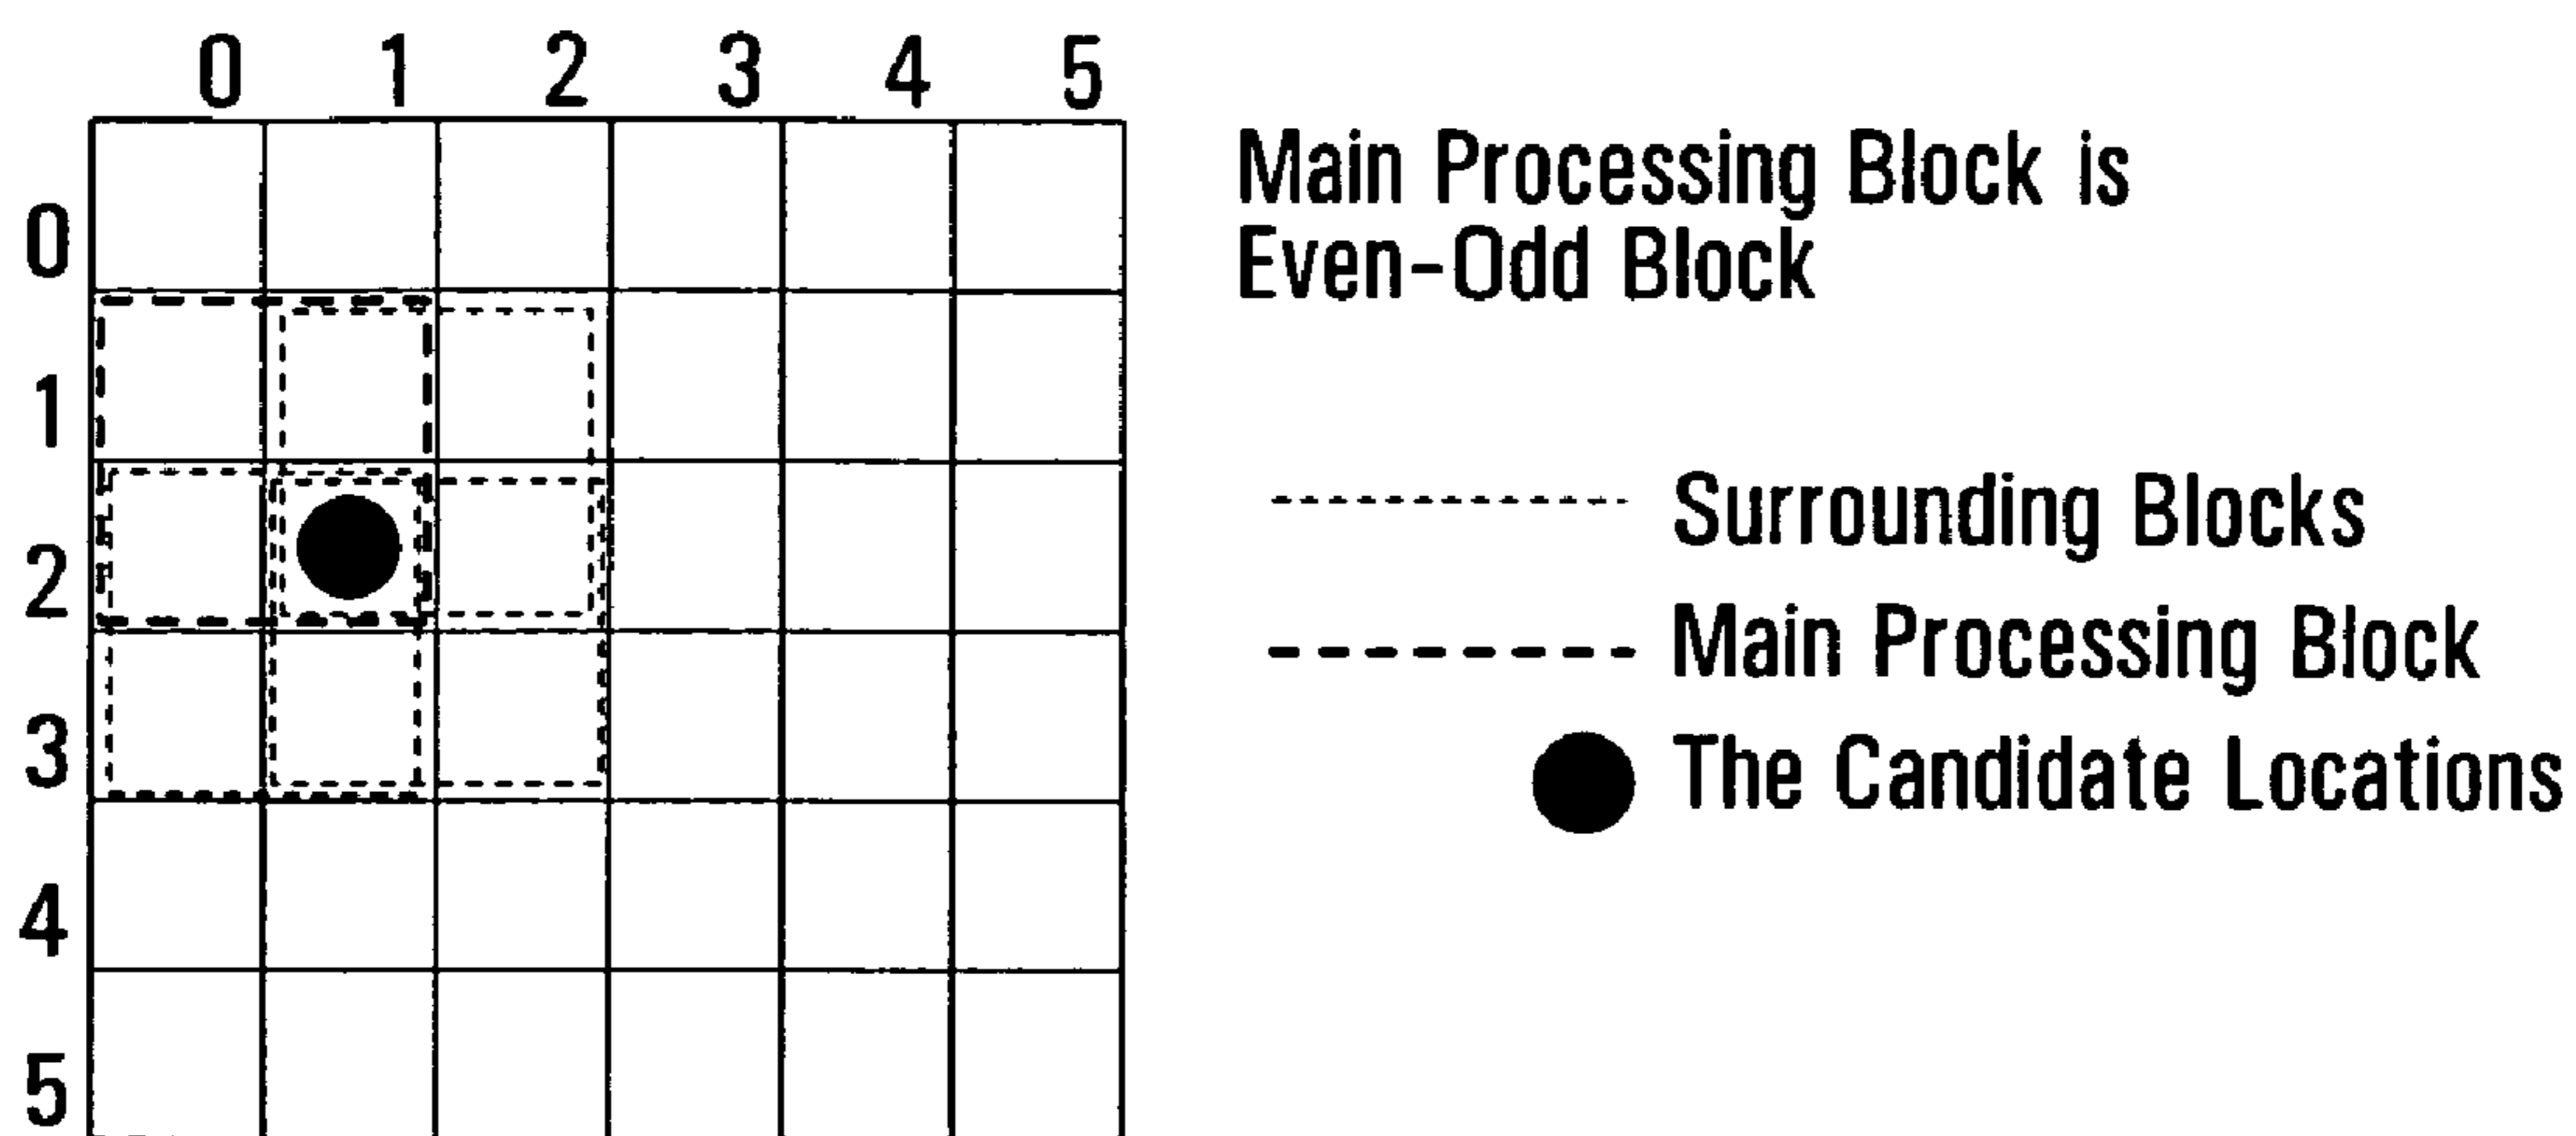 0 1 2 3 4 5
Main Processing Block is
Even-Odd Block
0
1
2
3
4
5
Surrounding Blocks
Main Processing Block
The Candidate Locations